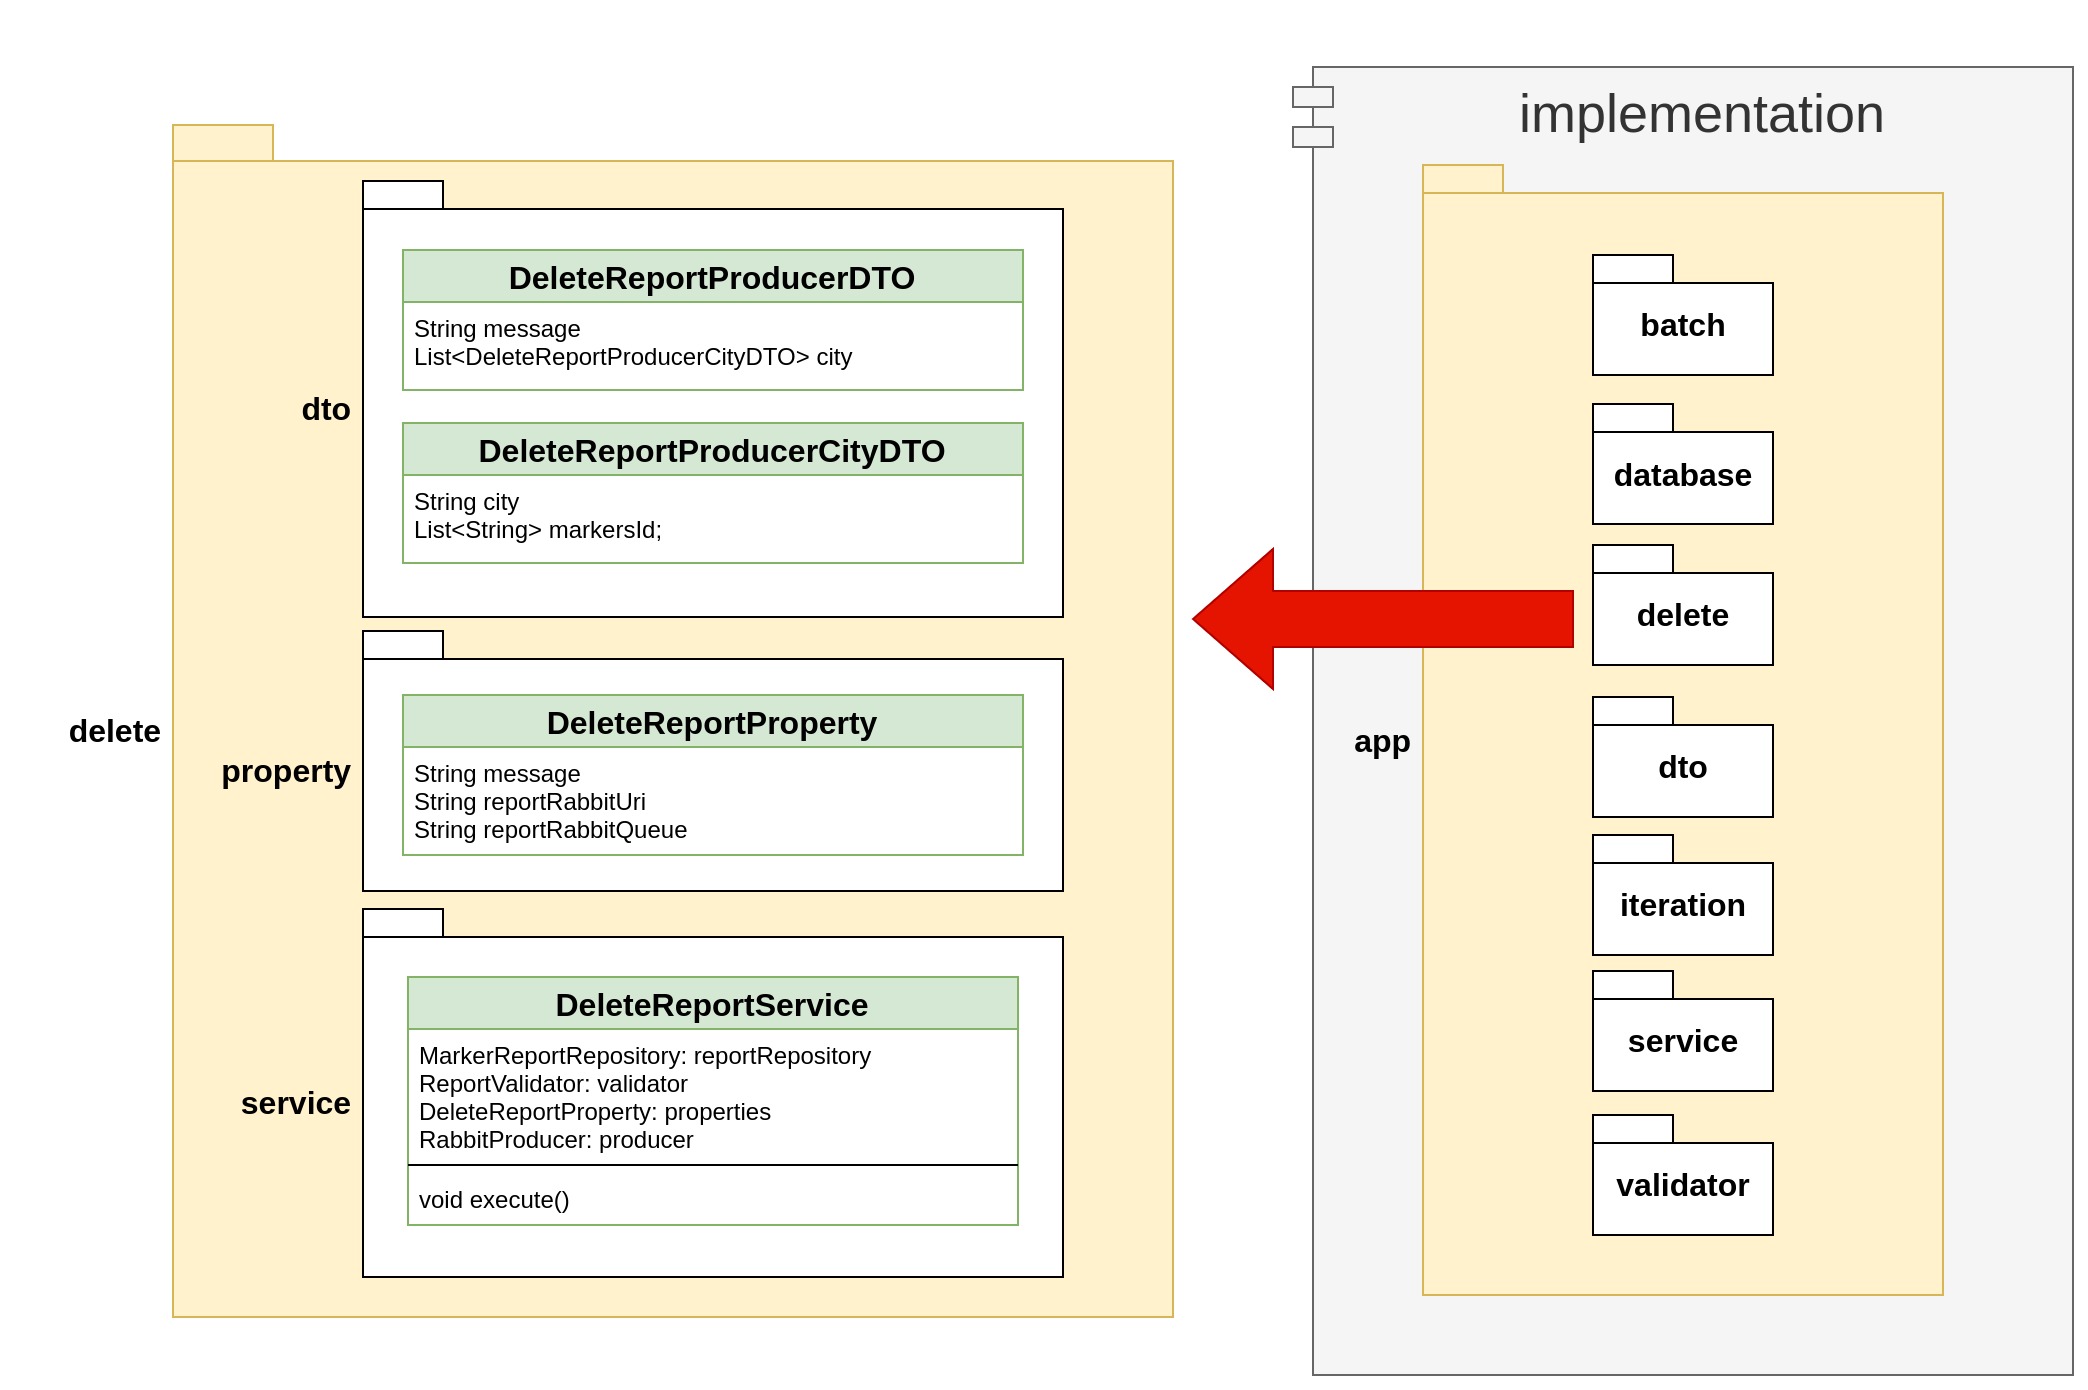 delete
dto
DeleteReportProducerDTO
String message
List<DeleteReportProducerCityDTO> city
DeleteReportProducerCityDTO
String city
List<String> markersId;
property
DeleteReportProperty
String message
String reportRabbitUri
String reportRabbitQueue
service
DeleteReportService
MarkerReportRepository: reportRepository
ReportValidator: validator
DeleteReportProperty: properties
RabbitProducer: producer
void execute()
implementation
app
batch
database
delete
dto
iteration
service
validator